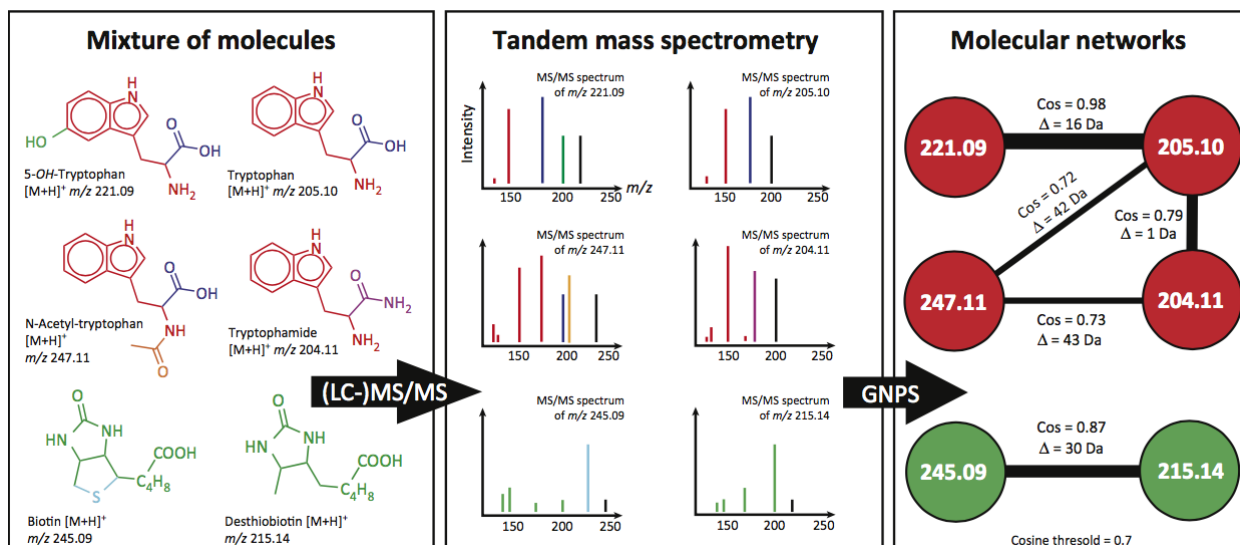 Mixture of molecules
H
N
O
HO
OH
NH₂
5-OH-Tryptophan
[M+H]⁺ m/z 221.09
H
N
O
OH
NH₂
Tryptophan
[M+H]⁺ m/z 205.10
H
N
O
OH
NH
O
N-Acetyl-tryptophan
[M+H]⁺
m/z 247.11
H
N
O
NH₂
NH₂
Tryptophamide
[M+H]⁺ m/z 204.11
O
HN
NH
COOH
C₄H₈
S
Biotin [M+H]⁺
m/z 245.09
O
HN
NH
COOH
C₄H₈
Desthiobiotin [M+H]⁺
m/z 215.14
(LC-)MS/MS
Tandem mass spectrometry
MS/MS spectrum
of m/z 221.09
Intensity
150 200 250
m/z
MS/MS spectrum
of m/z 205.10
150 200 250
MS/MS spectrum
of m/z 247.11
150 200 250
MS/MS spectrum
of m/z 204.11
150 200 250
MS/MS spectrum
of m/z 245.09
150 200 250
MS/MS spectrum
of m/z 215.14
150 200 250
GNPS
Molecular networks
Cos = 0.98
Δ = 16 Da
221.09
205.10
Cos = 0.72
Δ = 42 Da
Cos = 0.79
Δ = 1 Da
247.11
204.11
Cos = 0.73
Δ = 43 Da
Cos = 0.87
Δ = 30 Da
245.09
215.14
Cosine thresold = 0.7